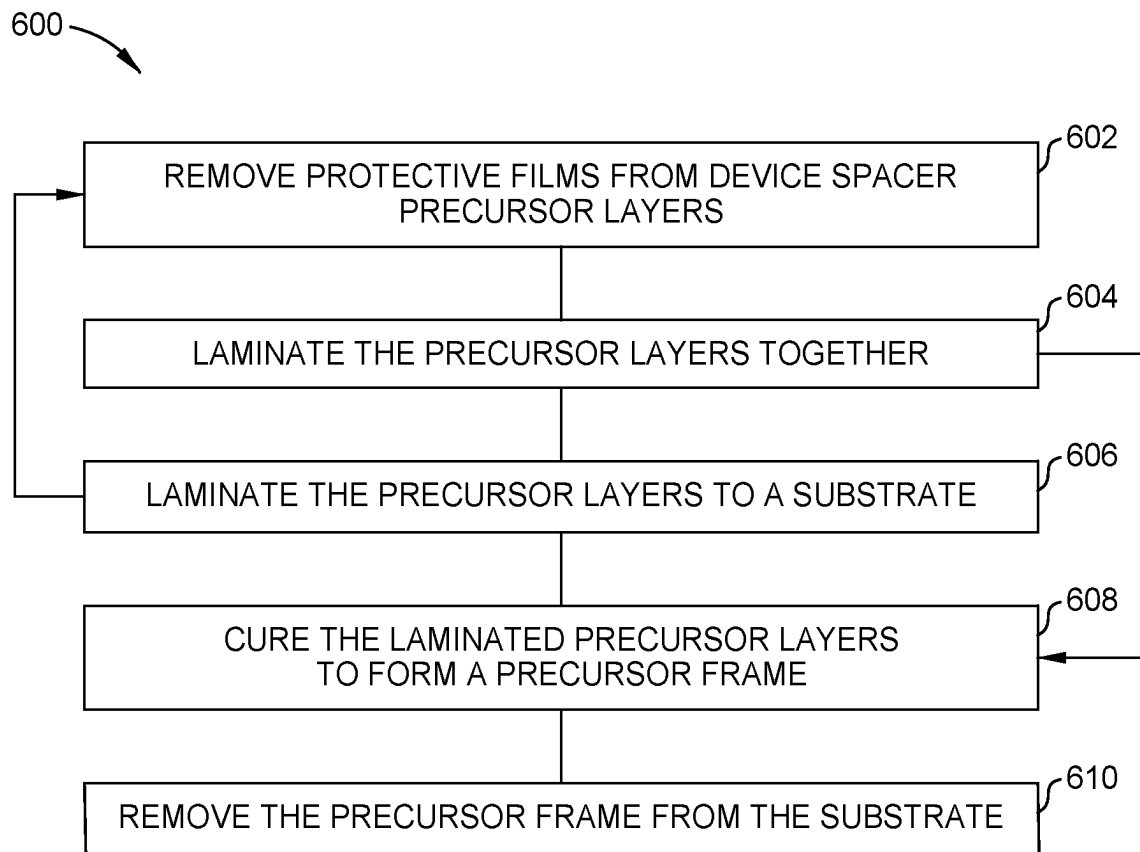 600
602
REMOVE PROTECTIVE FILMS FROM DEVICE SPACER
PRECURSOR LAYERS
604
LAMINATE THE PRECURSOR LAYERS TOGETHER
606
LAMINATE THE PRECURSOR LAYERS TO A SUBSTRATE
608
CURE THE LAMINATED PRECURSOR LAYERS
TO FORM A PRECURSOR FRAME
610
REMOVE THE PRECURSOR FRAME FROM THE SUBSTRATE